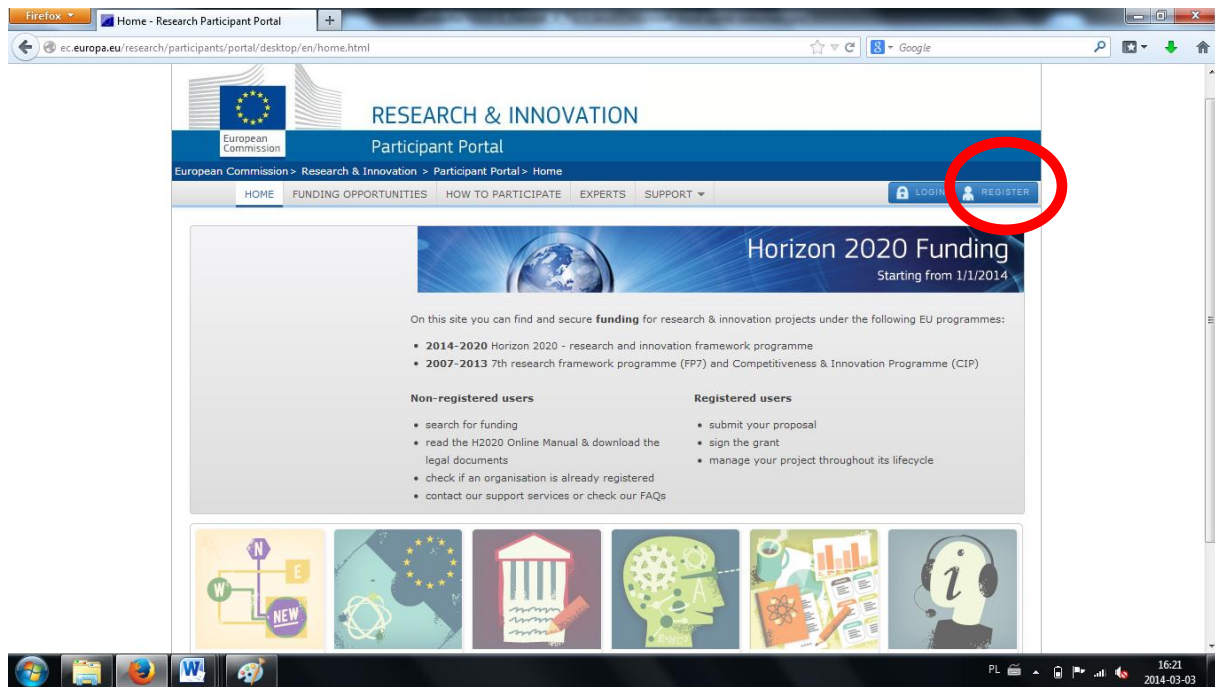 Firefox
Home - Research Participant Portal
ec.europa.eu/research/participants/portal/desktop/en/home.html
Google
European
Commission
RESEARCH & INNOVATION
Participant Portal
European Commission > Research & Innovation > Participant Portal > Home
HOME FUNDING OPPORTUNITIES HOW TO PARTICIPATE EXPERTS SUPPORT
LOGIN REGISTER
Horizon 2020 Funding
Starting from 1/1/2014
On this site you can find and secure funding for research & innovation projects under the following EU programmes:
• 2014-2020 Horizon 2020 - research and innovation framework programme
• 2007-2013 7th research framework programme (FP7) and Competitiveness & Innovation Programme (CIP)
Non-registered users
• search for funding
• read the H2020 Online Manual & download the
legal documents
• check if an organisation is already registered
• contact our support services or check our FAQs
Registered users
• submit your proposal
• sign the grant
• manage your project throughout its lifecycle
N
W
E
NEW
A
i
PL
16:21
2014-03-03